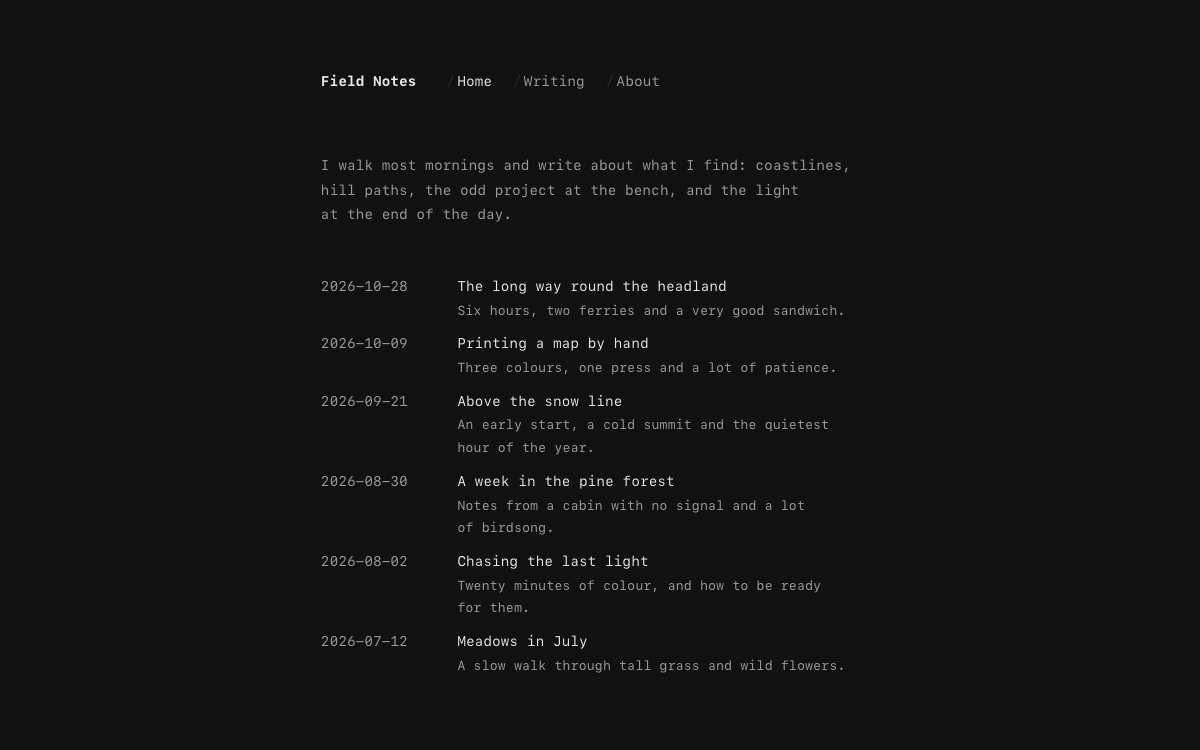 Field Notes / Home / Writing / About
I walk most mornings and write about what I find: coastlines,
hill paths, the odd project at the bench, and the light
at the end of the day.
2026–10–28 The long way round the headland
Six hours, two ferries and a very good sandwich.
2026–10–09 Printing a map by hand
Three colours, one press and a lot of patience.
2026–09–21 Above the snow line
An early start, a cold summit and the quietest
hour of the year.
2026–08–30 A week in the pine forest
Notes from a cabin with no signal and a lot
of birdsong.
2026–08–02 Chasing the last light
Twenty minutes of colour, and how to be ready
for them.
2026–07–12 Meadows in July
A slow walk through tall grass and wild flowers.